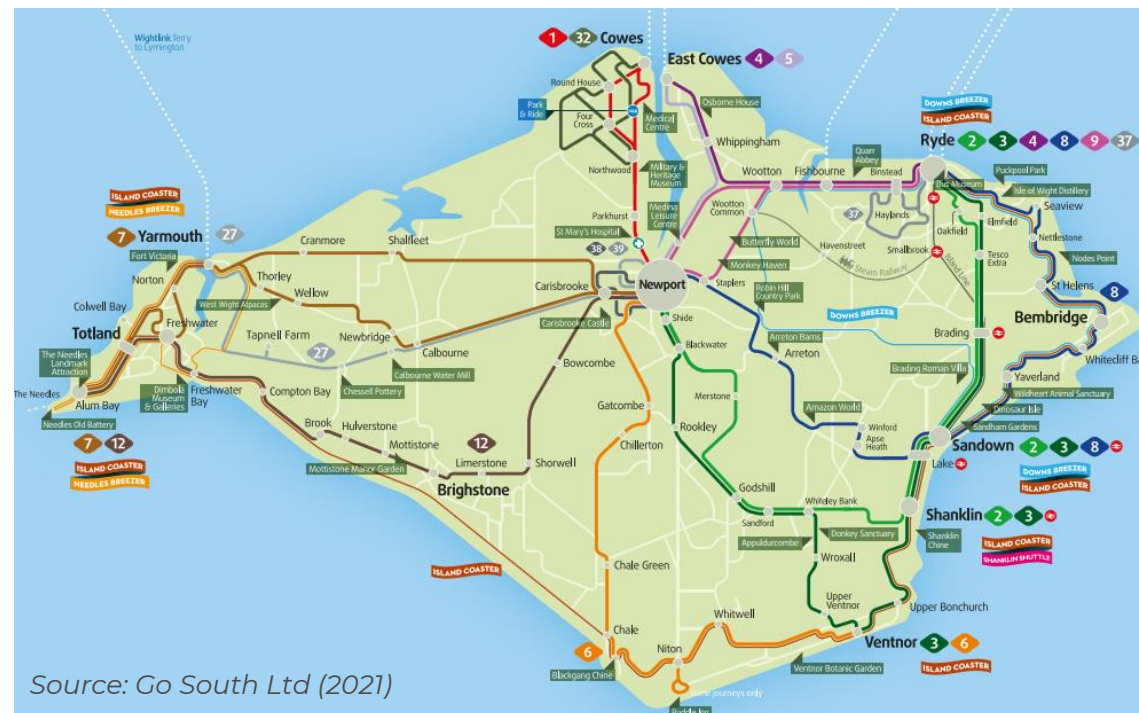 Wightlink ferry
to Lymington
1
32
Cowes
East Cowes
4
5
Round House
Park
& Ride
Four
Cross
Medical
Centre
Northwood
Military &
Heritage
Museum
Parkhurst
St Mary's Hospital
Medina
Leisure
Centre
38
39
Newport
Osborne House
Whippingham
Wootton
Fishbourne
Quarr
Abbey
Binstead
DOWNS BREEZER
ISLAND COASTER
Ryde
2
3
4
8
9
37
Bus Museum
Puckpool Park
Isle of Wight Distillery
Seaview
37
Haylands
Oakfield
Elmfield
Nettlestone
Wootton
Common
Butterfly World
Havenstreet
Smallbrook
Tesco
Extra
Nodes Point
Monkey Haven
Steam Railway
Island Line
St Helens
8
Bembridge
Staplers
Robin Hill
Country Park
DOWNS BREEZER
Brading
Whitecliff Ba
Arreton Barns
Arreton
Brading Roman Villa
Yaverland
Wildheart Animal Sanctuary
Dinosaur Isle
Sandham Gardens
Amazon World
Winford
Apse
Heath
Lake
Sandown
2
3
8
DOWNS BREEZER
ISLAND COASTER
ISLAND COASTER
NEEDLES BREEZER
7
Yarmouth
27
Cranmore
Shalfleet
Fort Victoria
Norton
Thorley
West Wight Alpacas
Wellow
Carisbrooke
Carisbrooke Castle
Colwell Bay
Totland
Freshwater
Tapnell Farm
Newbridge
27
Calbourne
Calbourne Water Mill
Chessell Pottery
The Needles
Landmark
Attraction
The Needles
Alum Bay
Needles Old Battery
Dimbola
Museum
& Galleries
Freshwater
Bay
Compton Bay
7
12
ISLAND COASTER
NEEDLES BREEZER
Brook
Hulverstone
Mottistone
Mottistone Manor Garden
Limerstone
Brighstone
12
Shorwell
Bowcombe
Shide
Blackwater
Merstone
Gatcombe
Chillerton
Rookley
Godshill
Sandford
Whiteley Bank
Shanklin
2
3
ISLAND COASTER
SHANKLIN SHUTTLE
Shanklin
Chine
Donkey Sanctuary
Appuldurcombe
Wroxall
Upper
Ventnor
Upper Bonchurch
Ventnor
3
6
ISLAND COASTER
Ventnor Botanic Garden
ISLAND COASTER
Chale Green
Chale
6
Blackgang Chine
Niton
Whitwell
some journeys only
Source: Go South Ltd (2021)